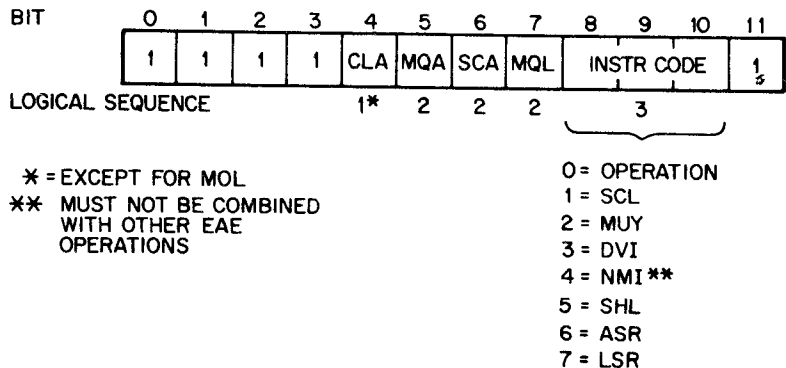 BIT 0 1 2 3 4 5 6 7 8 9 10 11
1 1 1 1 CLA MQA SCA MQL INSTR CODE 1
LOGICAL SEQUENCE 1* 2 2 2 3
* = EXCEPT FOR MOL
** MUST NOT BE COMBINED
WITH OTHER EAE
OPERATIONS
0 = OPERATION
1 = SCL
2 = MUY
3 = DVI
4 = NMI **
5 = SHL
6 = ASR
7 = LSR